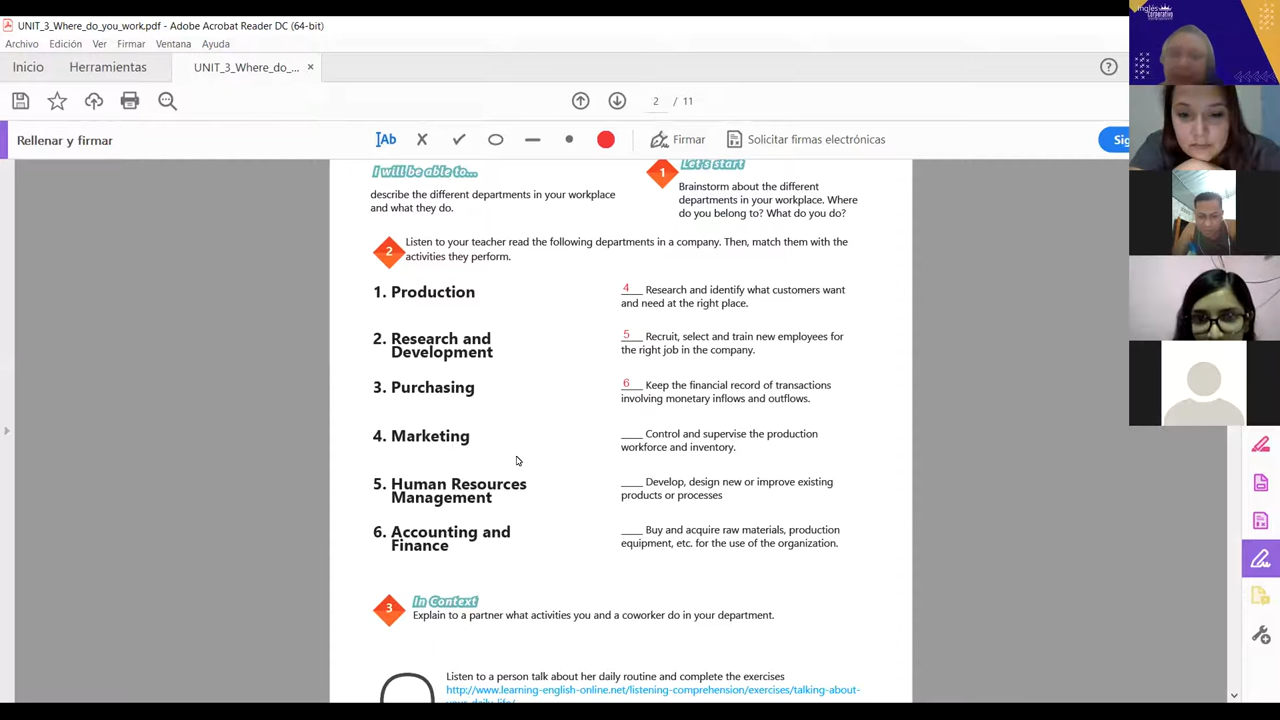 UNIT_3_Where_do_you_work.pdf - Adobe Acrobat Reader DC (64-bit)
Archivo Edición Ver Firmar Ventana Ayuda
Inicio Herramientas UNIT_3_Where_do_... ×
2 / 11
Rellenar y firmar
Ab
Firmar
Solicitar firmas electrónicas
Sig
inglés
corporativo
I will be able to...
describe the different departments in your workplace
and what they do.
1
Let's start
Brainstorm about the different
departments in your workplace. Where
do you belong to? What do you do?
2
Listen to your teacher read the following departments in a company. Then, match them with the
activities they perform.
1. Production
4 Research and identify what customers want
and need at the right place.
2. Research and
Development
5 Recruit, select and train new employees for
the right job in the company.
3. Purchasing
6 Keep the financial record of transactions
involving monetary inflows and outflows.
4. Marketing
____ Control and supervise the production
workforce and inventory.
5. Human Resources
Management
____ Develop, design new or improve existing
products or processes
6. Accounting and
Finance
____ Buy and acquire raw materials, production
equipment, etc. for the use of the organization.
3
In Context
Explain to a partner what activities you and a coworker do in your department.
Listen to a person talk about her daily routine and complete the exercises
http://www.learning-english-online.net/listening-comprehension/exercises/talking-about-
your-daily-life/